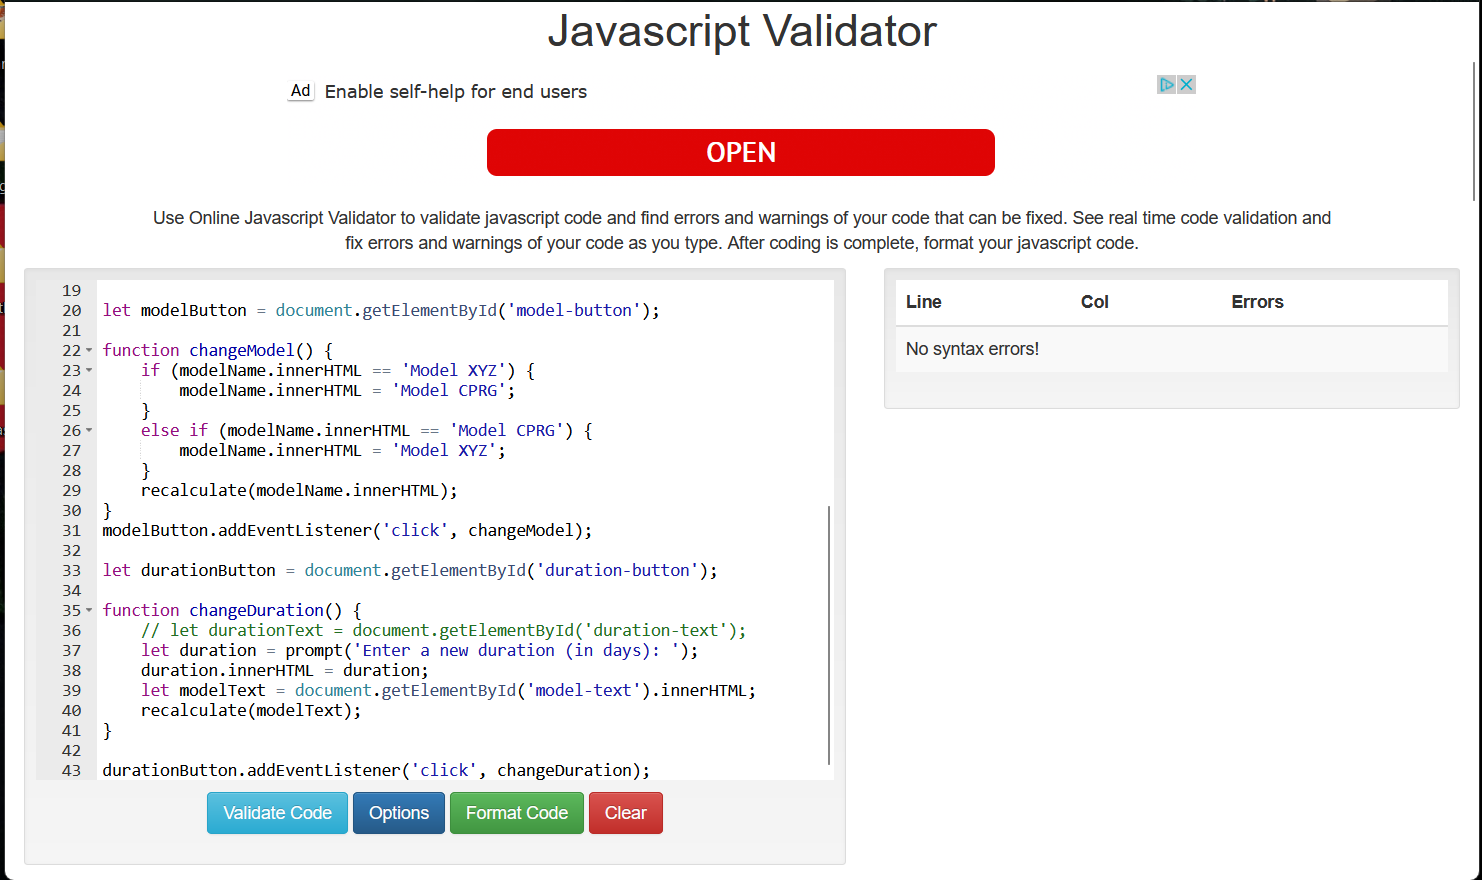 Javascript Validator
Ad Enable self-help for end users
OPEN
Use Online Javascript Validator to validate javascript code and find errors and warnings of your code that can be fixed. See real time code validation and
fix errors and warnings of your code as you type. After coding is complete, format your javascript code.
19
20 let modelButton = document.getElementById('model-button');
21
22 function changeModel() {
23     if (modelName.innerHTML == 'Model XYZ') {
24         modelName.innerHTML = 'Model CPRG';
25     }
26     else if (modelName.innerHTML == 'Model CPRG') {
27         modelName.innerHTML = 'Model XYZ';
28     }
29     recalculate(modelName.innerHTML);
30 }
31 modelButton.addEventListener('click', changeModel);
32
33 let durationButton = document.getElementById('duration-button');
34
35 function changeDuration() {
36     // let durationText = document.getElementById('duration-text');
37     let duration = prompt('Enter a new duration (in days): ');
38     duration.innerHTML = duration;
39     let modelText = document.getElementById('model-text').innerHTML;
40     recalculate(modelText);
41 }
42
43 durationButton.addEventListener('click', changeDuration);
Validate Code Options Format Code Clear
Line Col Errors
No syntax errors!